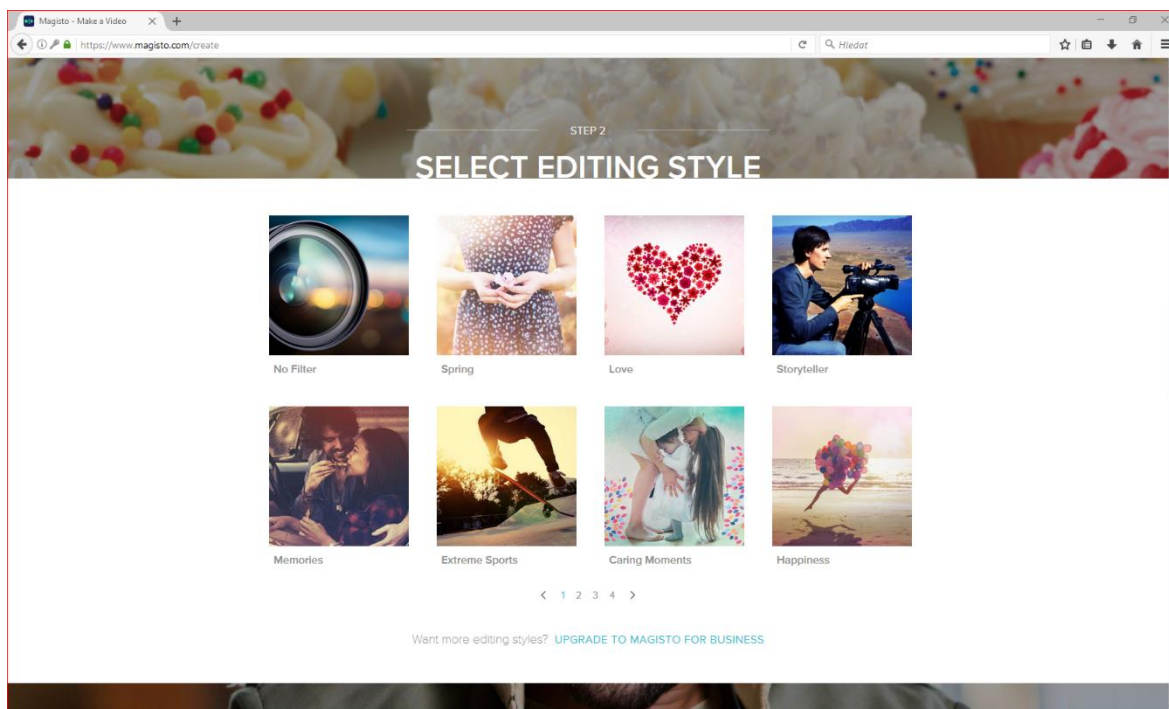 Magisto - Make a Video
https://www.magisto.com/create
Hledat
STEP 2
SELECT EDITING STYLE
No Filter
Spring
Love
Storyteller
Memories
Extreme Sports
Caring Moments
Happiness
1 2 3 4
Want more editing styles? UPGRADE TO MAGISTO FOR BUSINESS